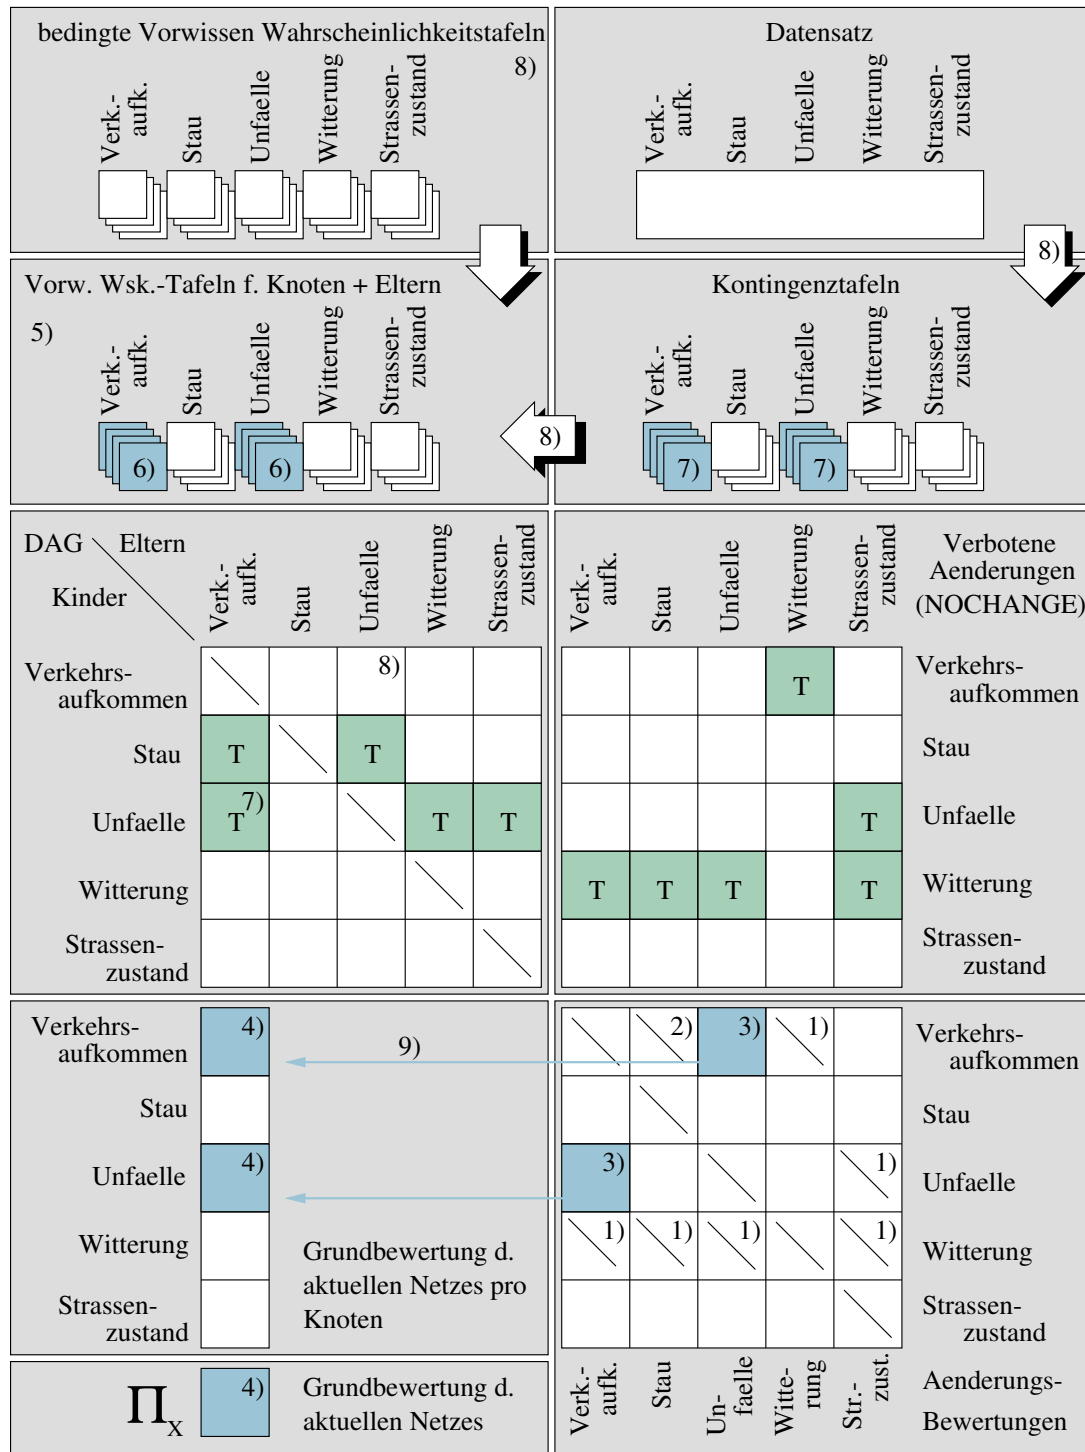 bedingte Vorwissen Wahrscheinlichkeitstafeln
8)
Verk.-
aufk.
Stau
Unfaelle
Witterung
Strassen-
zustand
Datensatz
Verk.-
aufk.
Stau
Unfaelle
Witterung
Strassen-
zustand
8)
Vorw. Wsk.-Tafeln f. Knoten + Eltern
5)
Verk.-
aufk.
Stau
Unfaelle
Witterung
Strassen-
zustand
6)
6)
8)
Kontingenztafeln
Verk.-
aufk.
Stau
Unfaelle
Witterung
Strassen-
zustand
7)
7)
DAG
Eltern
Kinder
Verk.-
aufk.
Stau
Unfaelle
Witterung
Strassen-
zustand
Verkehrs-
aufkommen
8)
Stau
T
T
Unfaelle
T
7)
T
T
Witterung
Strassen-
zustand
Verk.-
aufk.
Stau
Unfaelle
Witterung
Strassen-
zustand
Verbotene
Aenderungen
(NOCHANGE)
T
Verkehrs-
aufkommen
Stau
T
Unfaelle
T
T
T
T
Witterung
Strassen-
zustand
Verkehrs-
aufkommen
4)
9)
Stau
Unfaelle
4)
Witterung
Strassen-
zustand
Grundbewertung d.
aktuellen Netzes pro
Knoten
2)
3)
1)
Verkehrs-
aufkommen
Stau
3)
1)
Unfaelle
1)
1)
1)
1)
Witterung
Strassen-
zustand
Verk.-
aufk.
Stau
Un-
faelle
Witte-
rung
Str.-
zust.
Aenderungs-
Bewertungen
Π X
4)
Grundbewertung d.
aktuellen Netzes